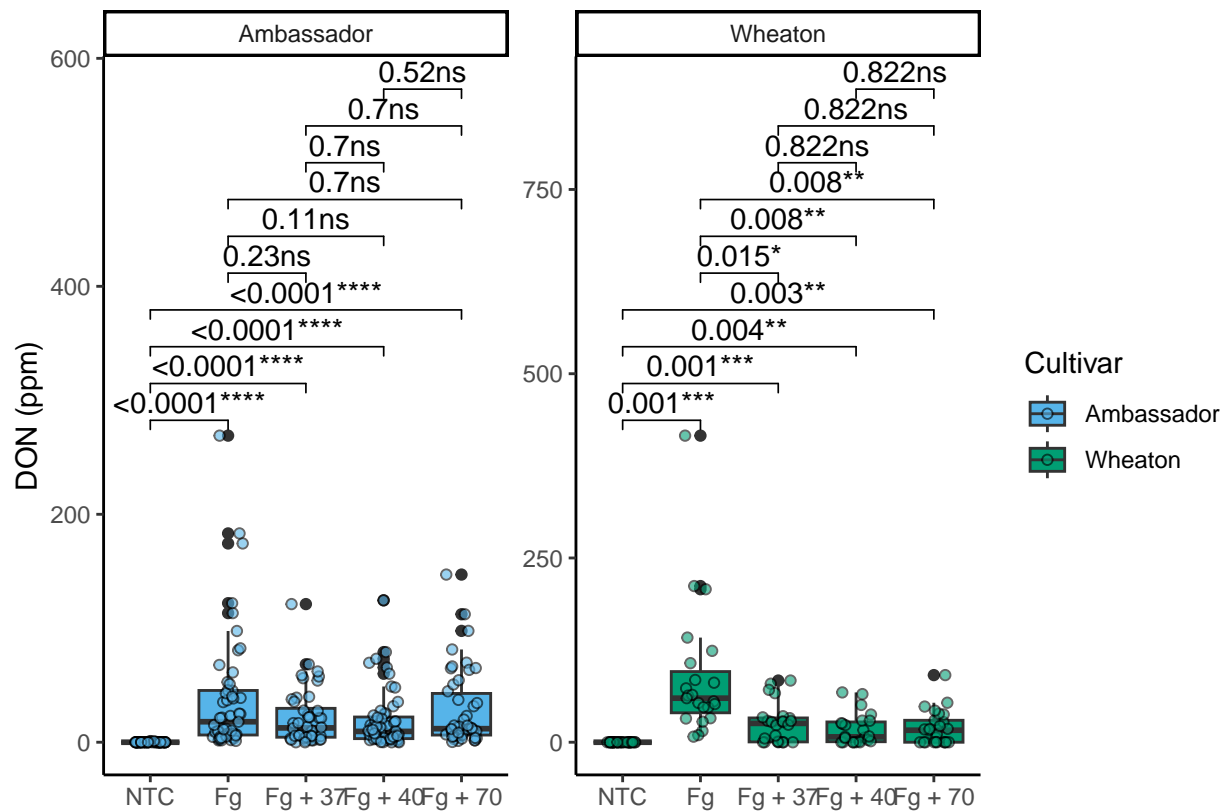 Ambassador
Wheaton
DON (ppm)
600
400
200
0
0.52ns
0.7ns
0.7ns
0.7ns
0.11ns
0.23ns
<0.0001****
<0.0001****
<0.0001****
<0.0001****
NTC Fg Fg + 37 Fg + 40 Fg + 70
750
500
250
0
0.822ns
0.822ns
0.822ns
0.008**
0.008**
0.015*
0.003**
0.004**
0.001***
0.001***
NTC Fg Fg + 37 Fg + 40 Fg + 70
Cultivar
Ambassador
Wheaton